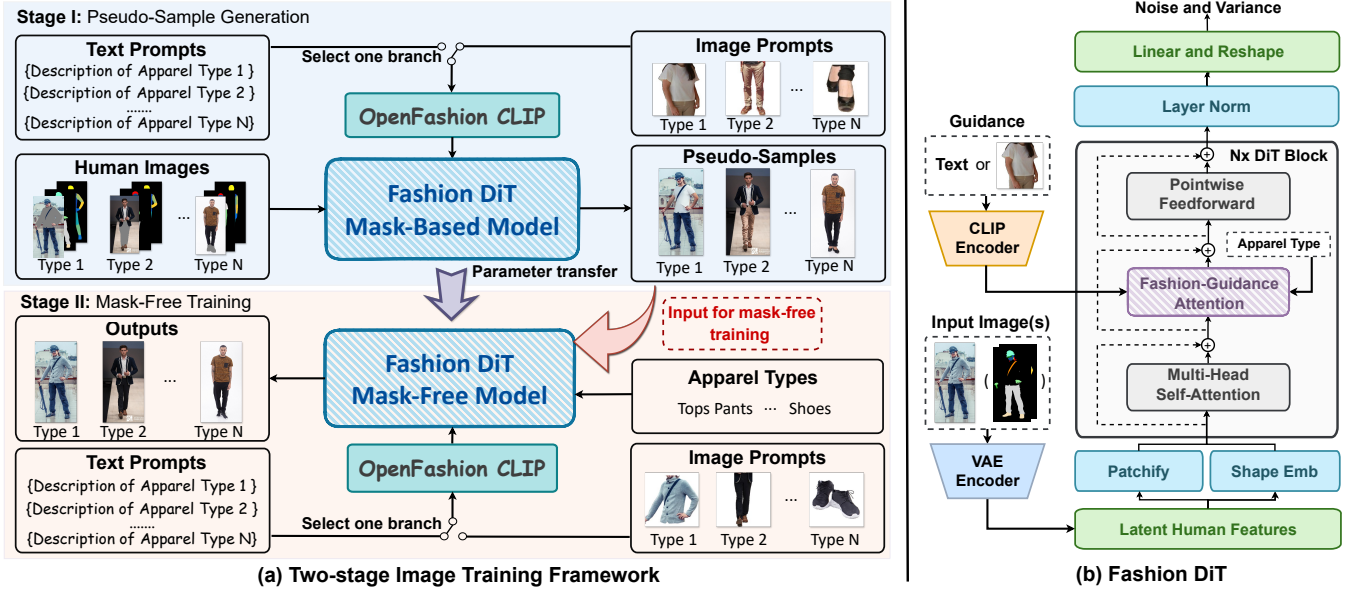 Stage I: Pseudo-Sample Generation
Text Prompts
{Description of Apparel Type 1 }
{Description of Apparel Type 2 }
.......
{Description of Apparel Type N}
Select one branch
OpenFashion CLIP
Image Prompts
...
Type 1 Type 2 Type N
Human Images
...
Type 1 Type 2 Type N
Fashion DiT
Mask-Based Model
Pseudo-Samples
...
Type 1 Type 2 Type N
Parameter transfer
Stage II: Mask-Free Training
Outputs
...
Type 1 Type 2 Type N
Fashion DiT
Mask-Free Model
Input for mask-free
training
Apparel Types
Tops Pants ... Shoes
OpenFashion CLIP
Text Prompts
{Description of Apparel Type 1 }
{Description of Apparel Type 2 }
.......
{Description of Apparel Type N}
Select one branch
Image Prompts
...
Type 1 Type 2 Type N
(a) Two-stage Image Training Framework
Noise and Variance
Linear and Reshape
Layer Norm
Guidance
Text or
CLIP
Encoder
Nx DiT Block
Pointwise
Feedforward
Apparel Type
Fashion-Guidance
Attention
Input Image(s)
( )
Multi-Head
Self-Attention
VAE
Encoder
Patchify
Shape Emb
Latent Human Features
(b) Fashion DiT